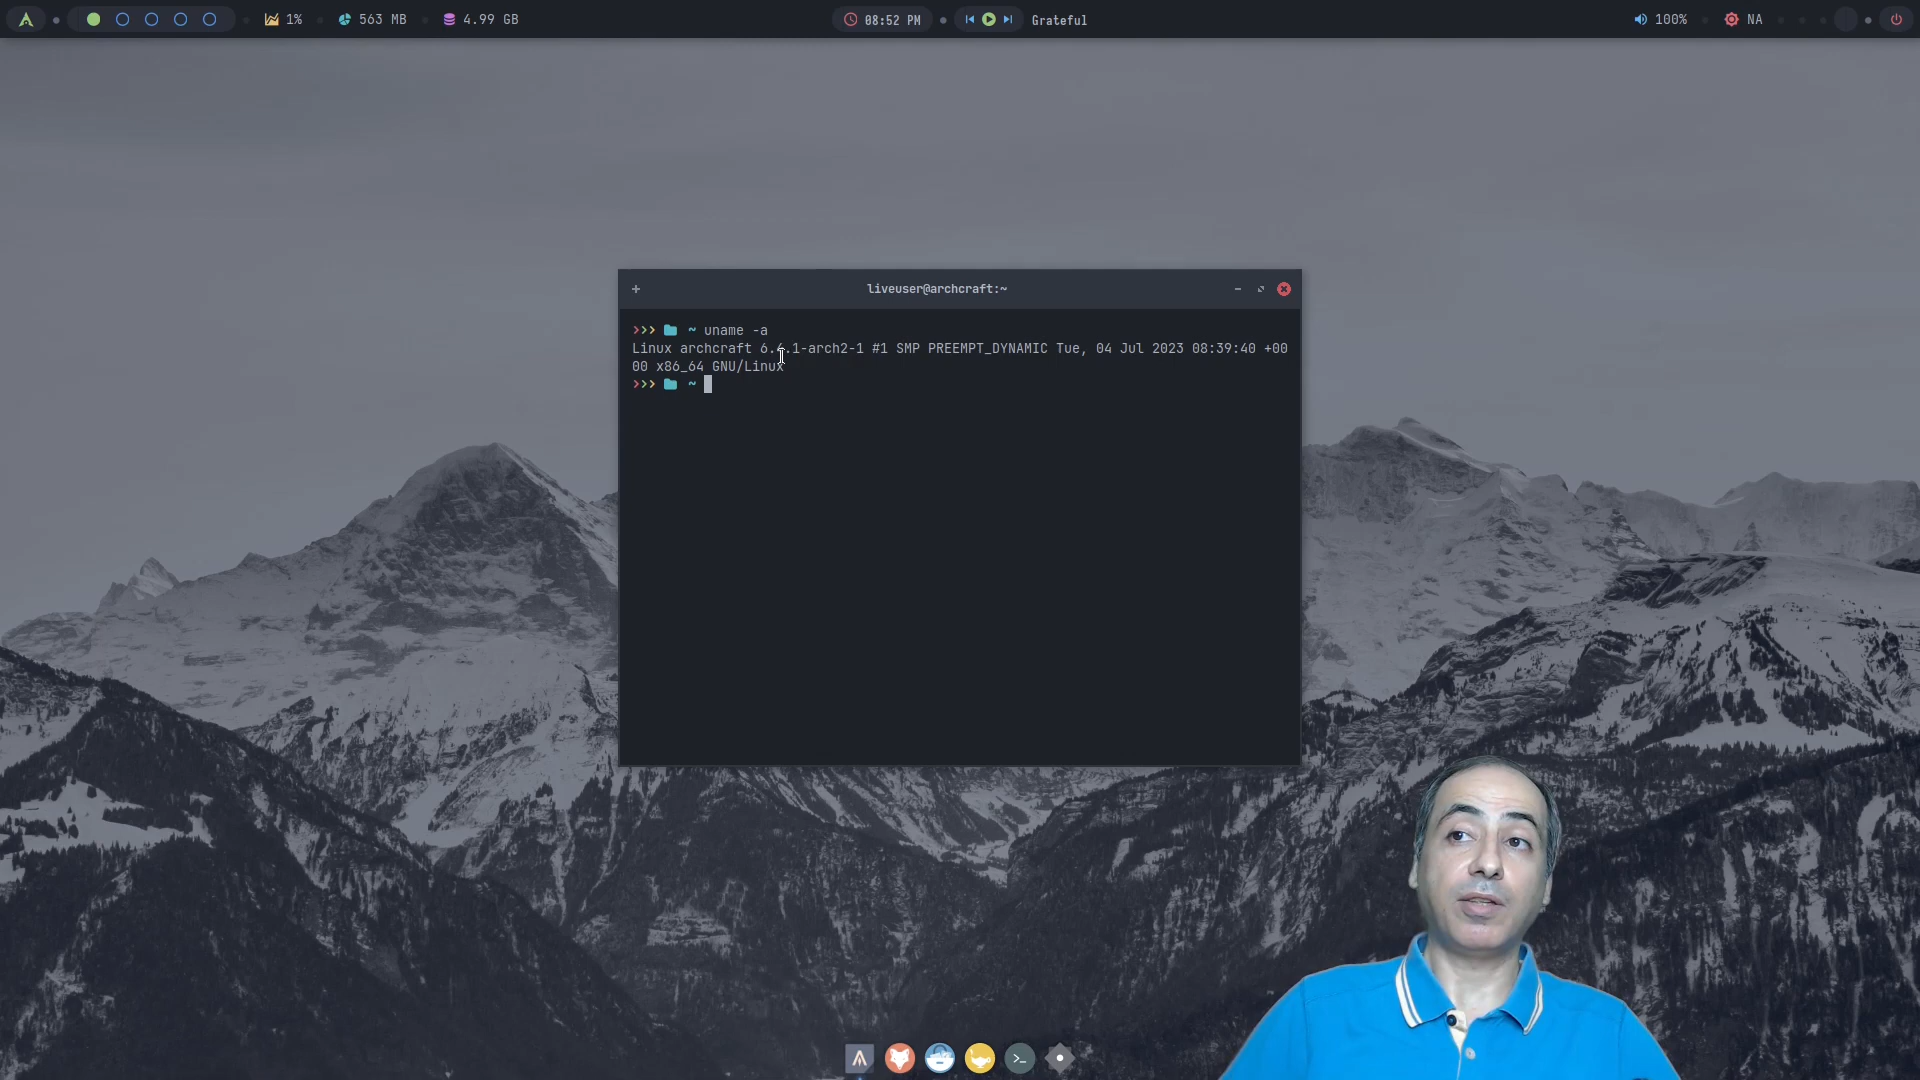 1% 563 MB 4.99 GB 08:52 PM Grateful 100% NA
liveuser@archcraft:~
>>> ~ uname -a
Linux archcraft 6.4.1-arch2-1 #1 SMP PREEMPT_DYNAMIC Tue, 04 Jul 2023 08:39:40 +00
00 x86_64 GNU/Linux
>>> ~